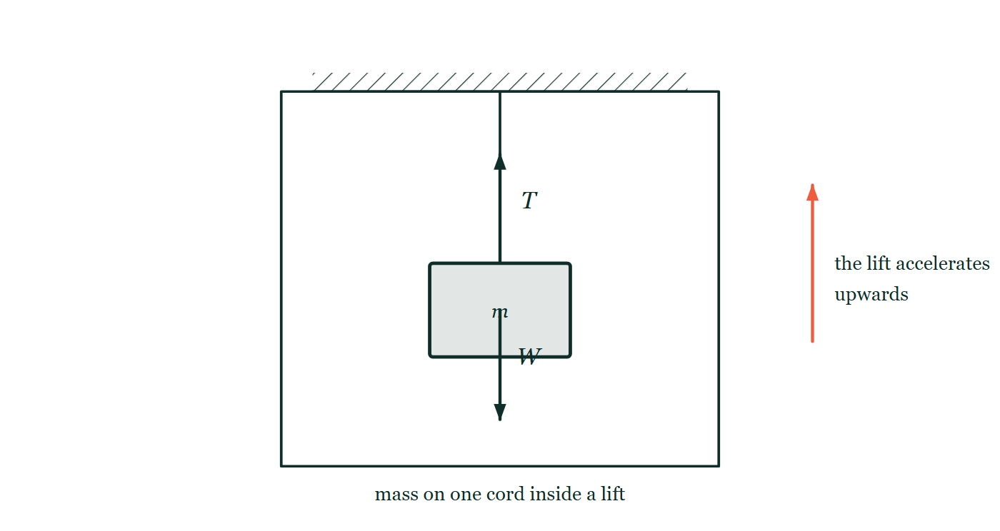 T
the lift accelerates
upwards
m
W
mass on one cord inside a lift